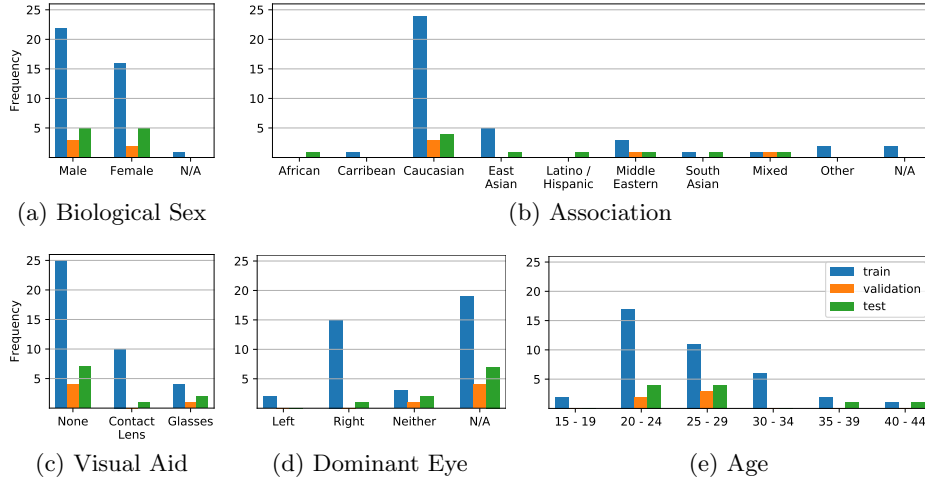 25
20
15
10
5
Frequency
Male
Female
N/A
(a) Biological Sex
25
20
15
10
5
African
Carribean
Caucasian
East
Asian
Latino /
Hispanic
Middle
Eastern
South
Asian
Mixed
Other
N/A
(b) Association
25
20
15
10
5
Frequency
None
Contact
Lens
Glasses
(c) Visual Aid
25
20
15
10
5
Left
Right
Neither
N/A
(d) Dominant Eye
25
20
15
10
5
train
validation
test
15 - 19
20 - 24
25 - 29
30 - 34
35 - 39
40 - 44
(e) Age